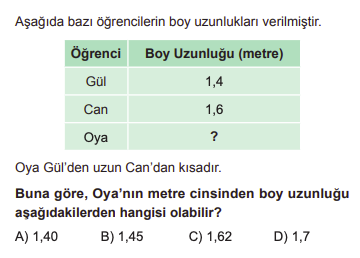 Aşağıda bazı öğrencilerin boy uzunlukları verilmiştir.
Öğrenci Boy Uzunluğu (metre)
Gül 1,4
Can 1,6
Oya ?
Oya Gül’den uzun Can’dan kısadır.
Buna göre, Oya’nın metre cinsinden boy uzunluğu
aşağıdakilerden hangisi olabilir?
A) 1,40 B) 1,45 C) 1,62 D) 1,7